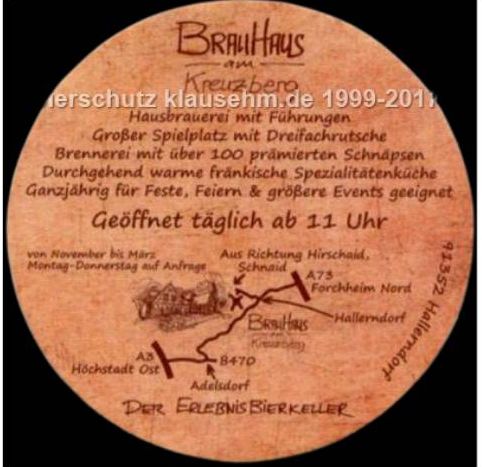 BrauHaus
am
Kreuzberg
ierschutz klausehm.de 1999-201
Hausbrauerei mit Führungen
Großer Spielplatz mit Dreifachrutsche
Brennerei mit über 100 prämierten Schnäpsen
Durchgehend warme fränkische Spezialitätenküche
Ganzjährig für Feste, Feiern & größere Events geeignet
Geöffnet täglich ab 11 Uhr
von November bis März
Montag-Donnerstag auf Anfrage
Aus Richtung Hirschaid,
Schnaid
A73
Forchheim Nord
Hallerndorf
BrauHaus
am
Kreuzberg
A3
Höchstadt Ost
B470
Adelsdorf
91352 Hallerndorf
Der ErlebnisBierkeller